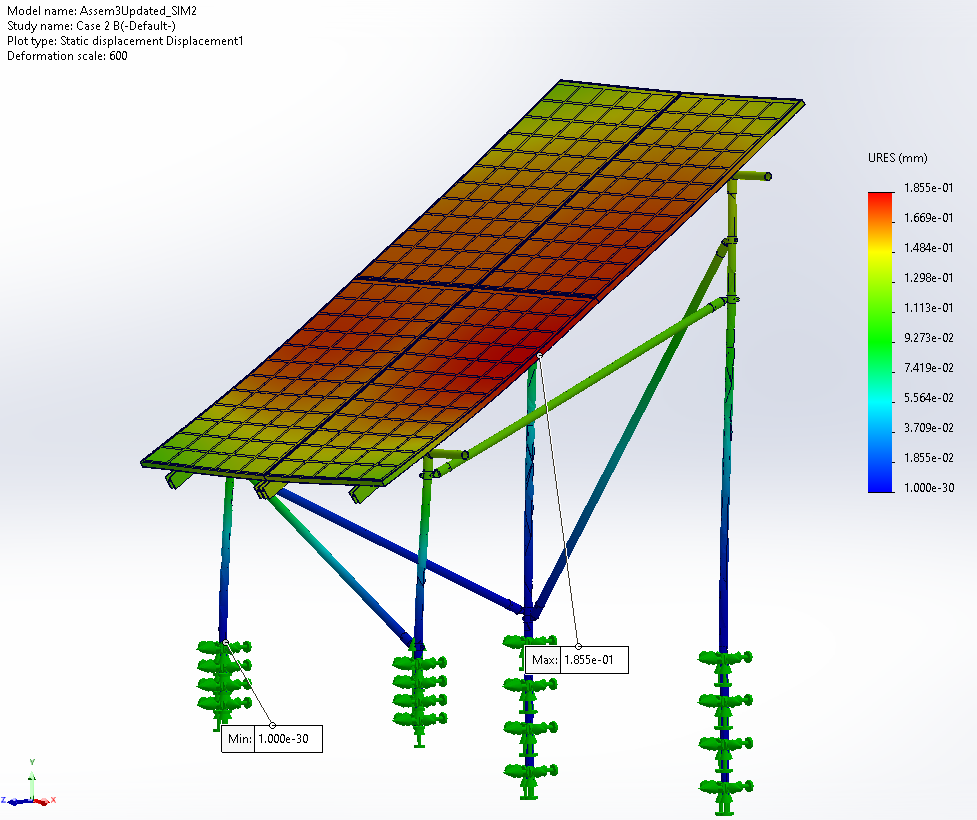 Model name: Assem3Updated_SIM2
Study name: Case 2 B(-Default-)
Plot type: Static displacement Displacement1
Deformation scale: 600
URES (mm)
1.855e-01
1.669e-01
1.484e-01
1.298e-01
1.113e-01
9.273e-02
7.419e-02
5.564e-02
3.709e-02
1.855e-02
1.000e-30
Max: 1.855e-01
Min: 1.000e-30
Y
Z X